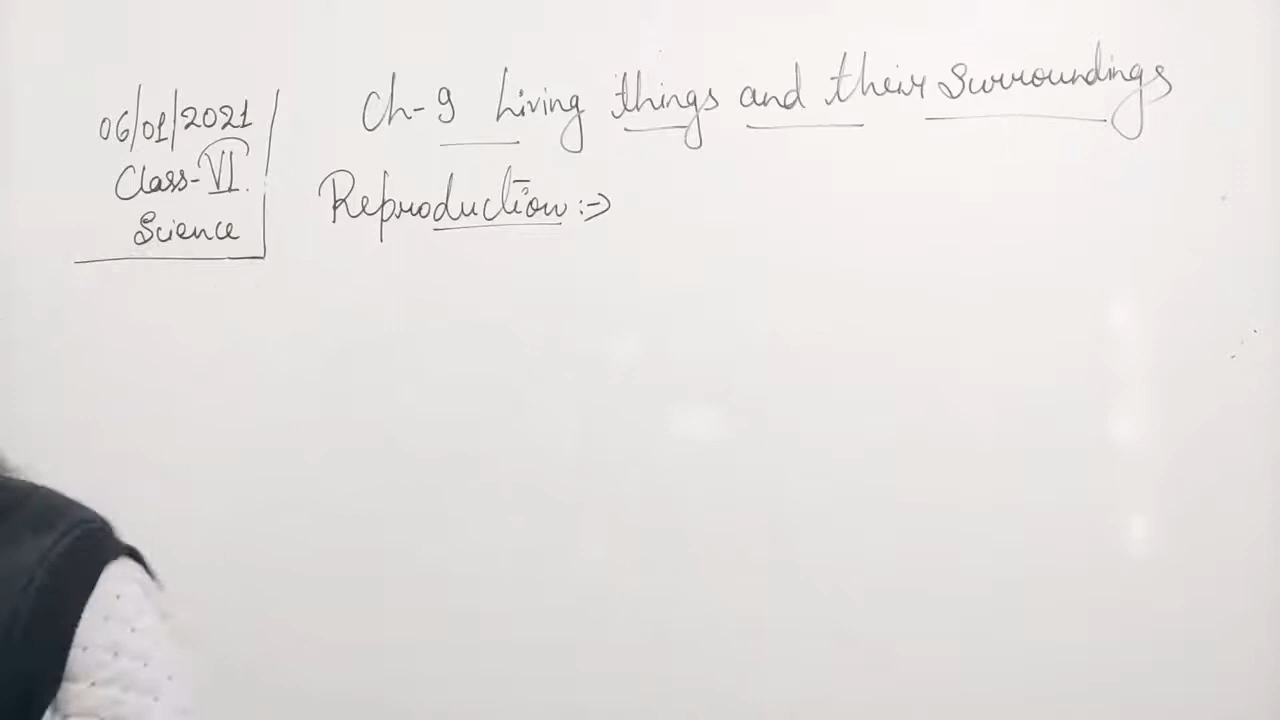 06/01/2021
Class-VI.
Science
Ch-9 Living things and their Surroundings
Reproduction :->